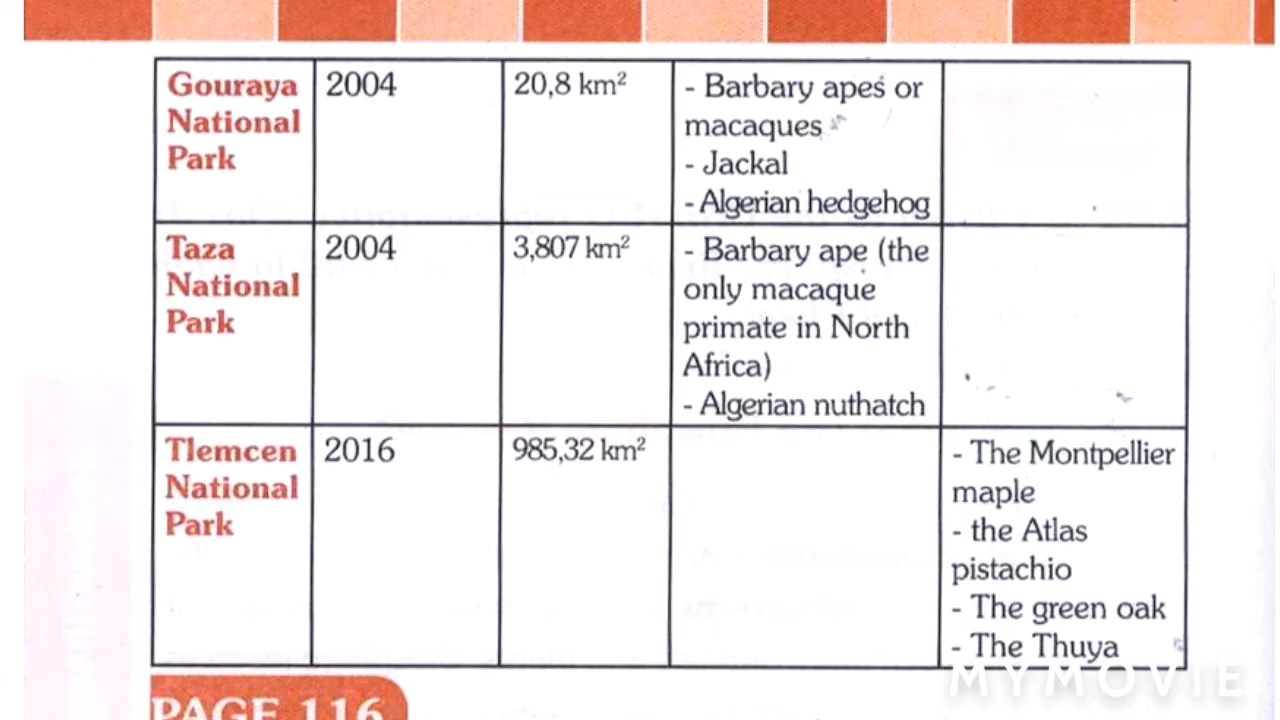 Gouraya
National
Park
2004
20,8 km²
- Barbary apes or
macaques
- Jackal
- Algerian hedgehog
Taza
National
Park
2004
3,807 km²
- Barbary ape (the
only macaque
primate in North
Africa)
- Algerian nuthatch
Tlemcen
National
Park
2016
985,32 km²
- The Montpellier
maple
- the Atlas
pistachio
- The green oak
- The Thuya
MYMOVIE
PAGE 116